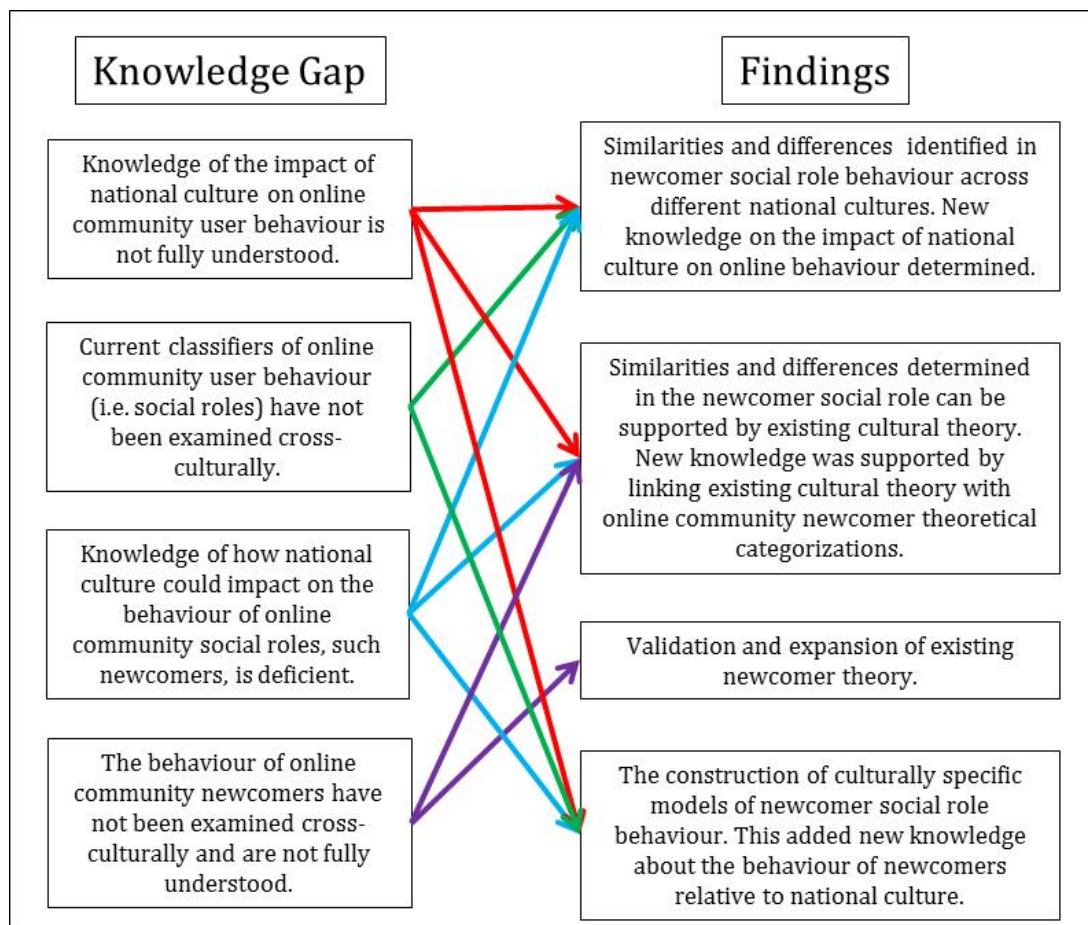 Knowledge Gap
Knowledge of the impact of
national culture on online
community user behaviour is
not fully understood.
Current classifiers of online
community user behaviour
(i.e. social roles) have not
been examined cross-
culturally.
Knowledge of how national
culture could impact on the
behaviour of online
community social roles, such
newcomers, is deficient.
The behaviour of online
community newcomers have
not been examined cross-
culturally and are not fully
understood.
Findings
Similarities and differences identified in
newcomer social role behaviour across
different national cultures. New
knowledge on the impact of national
culture on online behaviour determined.
Similarities and differences determined
in the newcomer social role can be
supported by existing cultural theory.
New knowledge was supported by
linking existing cultural theory with
online community newcomer theoretical
categorizations.
Validation and expansion of existing
newcomer theory.
The construction of culturally specific
models of newcomer social role
behaviour. This added new knowledge
about the behaviour of newcomers
relative to national culture.